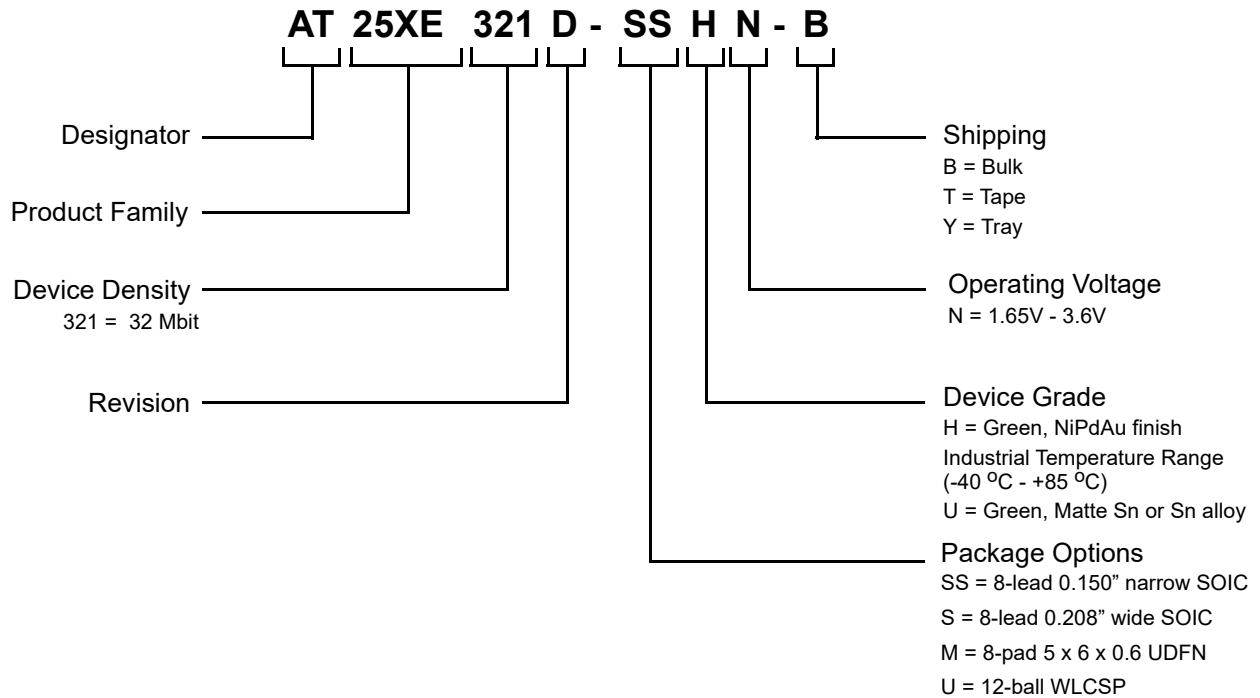 AT 25XE 321 D - SS H N - B
Designator
Product Family
Device Density
321 = 32 Mbit
Revision
Shipping
B = Bulk
T = Tape
Y = Tray
Operating Voltage
N = 1.65V - 3.6V
Device Grade
H = Green, NiPdAu finish
Industrial Temperature Range
(-40 ºC - +85 ºC)
U = Green, Matte Sn or Sn alloy
Package Options
SS = 8-lead 0.150” narrow SOIC
S = 8-lead 0.208” wide SOIC
M = 8-pad 5 x 6 x 0.6 UDFN
U = 12-ball WLCSP